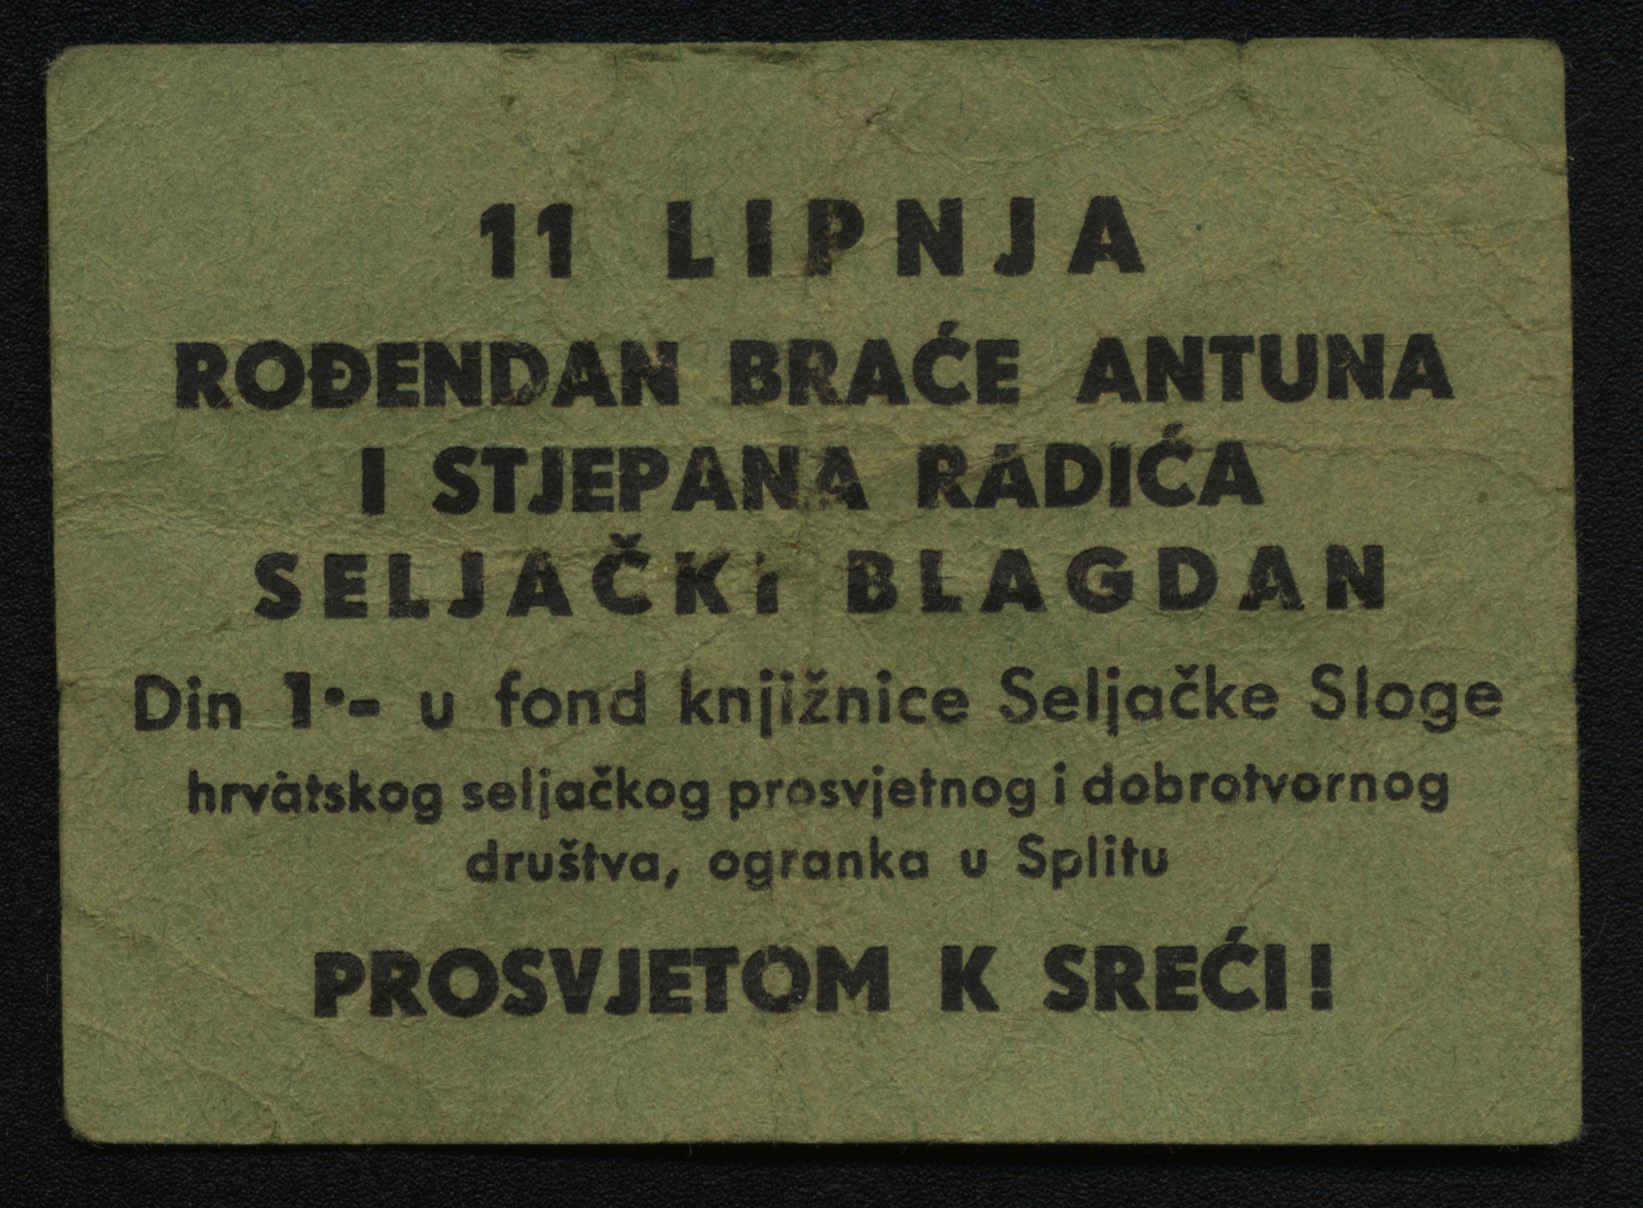 11 LIPNJA
ROĐENDAN BRAĆE ANTUNA
I STJEPANA RADIĆA
SELJAČKI BLAGDAN
Din 1·- u fond knjižnice Seljačke Sloge
hrvatskog seljačkog prosvjetnog i dobrotvornog
društva, ogranka u Splitu
PROSVJETOM K SREĆI!